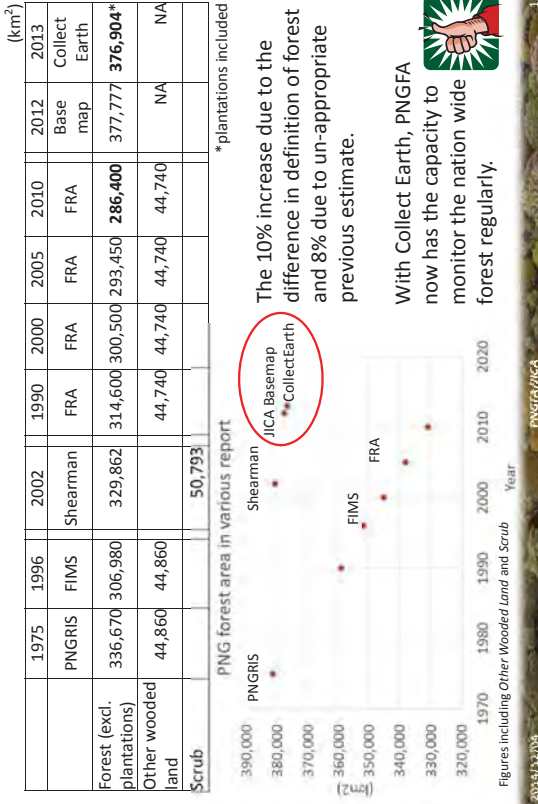 (km²)
1975 1996 2002 1990 2000 2005 2010 2012 2013
PNGRIS FIMS Shearman FRA FRA FRA FRA Base map Collect Earth
Forest (excl. plantations) 336,670 306,980 329,862 314,600 300,500 293,450 286,400 377,777 376,904*
Other wooded land 44,860 44,860 44,740 44,740 44,740 44,740 NA NA
Scrub 50,793
*plantations included
PNG forest area in various report
390,000
380,000
370,000
360,000
350,000
340,000
330,000
320,000
(km2)
PNGRIS
FIMS
Shearman
FRA
JICA Basemap
CollectEarth
1970 1980 1990 2000 2010 2020
Year
Figures including Other Wooded Land and Scrub
The 10% increase due to the
difference in definition of forest
and 8% due to un-appropriate
previous estimate.
With Collect Earth, PNGFA
now has the capacity to
monitor the nation wide
forest regularly.
2014/12/04
PNGFA/JICA